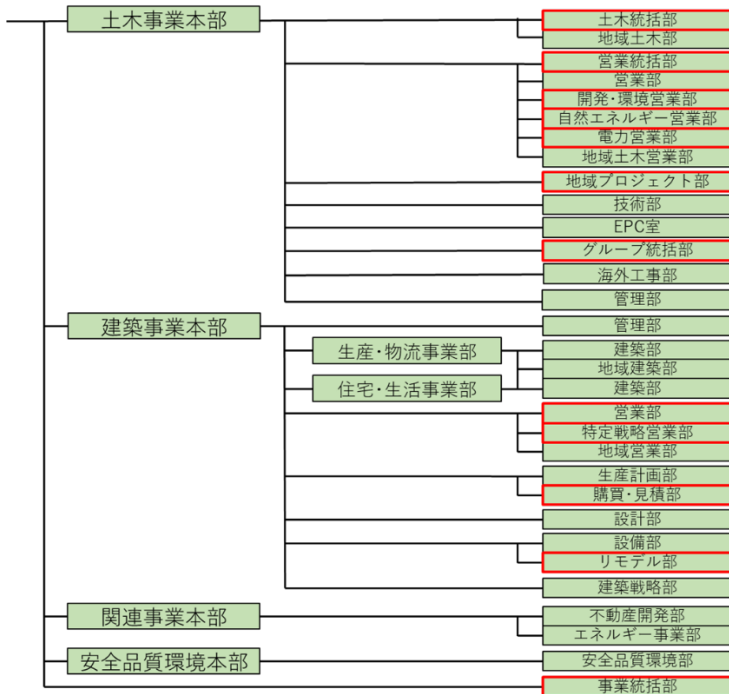 土木事業本部
土木統括部
地域土木部
営業統括部
営業部
開発・環境営業部
自然エネルギー営業部
電力営業部
地域土木営業部
地域プロジェクト部
技術部
EPC室
グループ統括部
海外工事部
管理部
建築事業本部
管理部
生産・物流事業部
建築部
地域建築部
住宅・生活事業部
建築部
営業部
特定戦略営業部
地域営業部
生産計画部
購買・見積部
設計部
設備部
リモデル部
建築戦略部
関連事業本部
不動産開発部
エネルギー事業部
安全品質環境本部
安全品質環境部
事業統括部